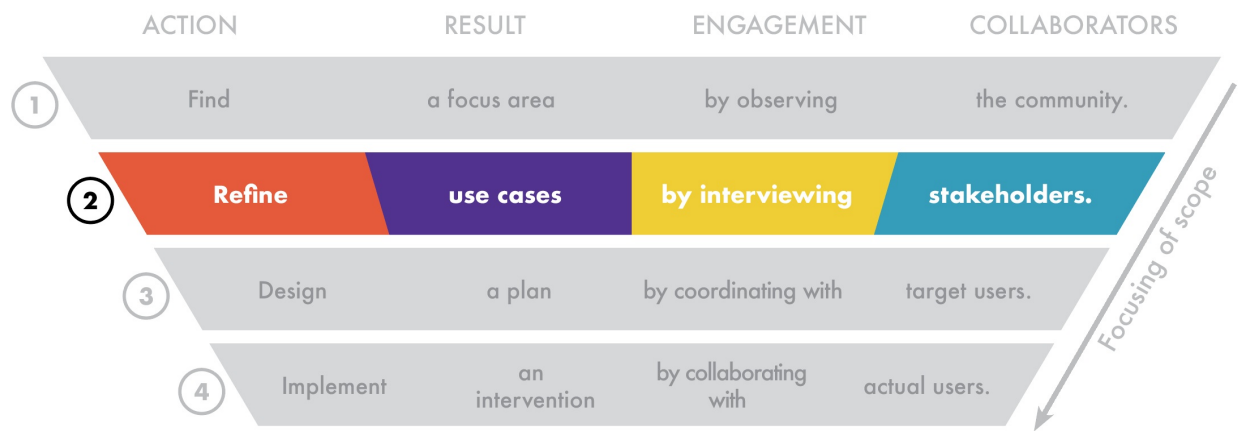 ACTION RESULT ENGAGEMENT COLLABORATORS
1 Find a focus area by observing the community.
2 Refine use cases by interviewing stakeholders.
3 Design a plan by coordinating with target users.
4 Implement an intervention by collaborating with actual users.
Focusing of scope